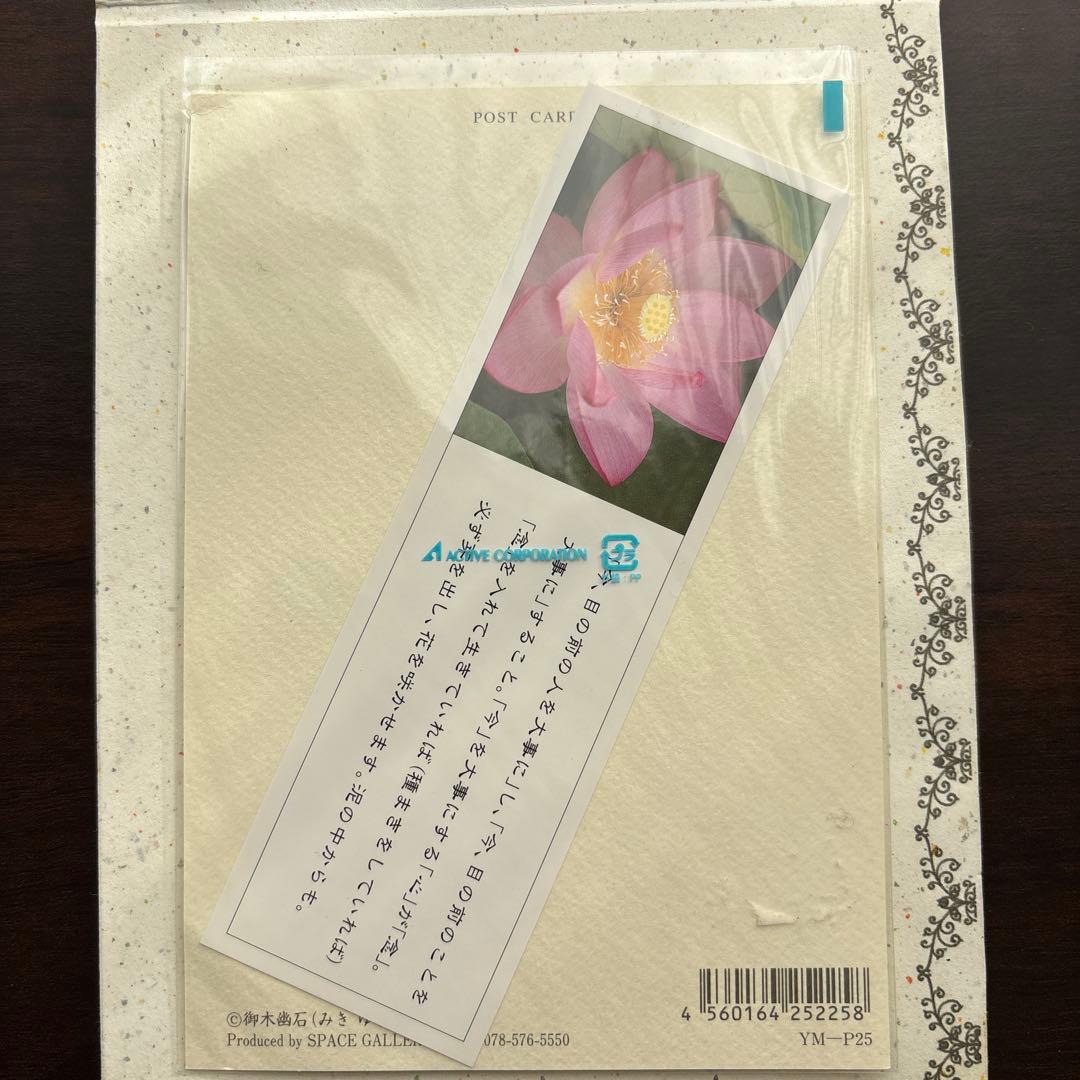 POST CARD
「今、目の前の人を大事に」し、「今、目の前のことを
大事に」すること。「今」を大事にする「心」が「念」。
「念」を入れて生きていれば(種まきをしていれば)
必ず芽を出し、花を咲かせます。泥の中からも。
ACTIVE CORPORATION
プラ
PP
©御木幽石(みき
Produced by SPACE GALLER
078-576-5550
4 560164 252258
YM—P25